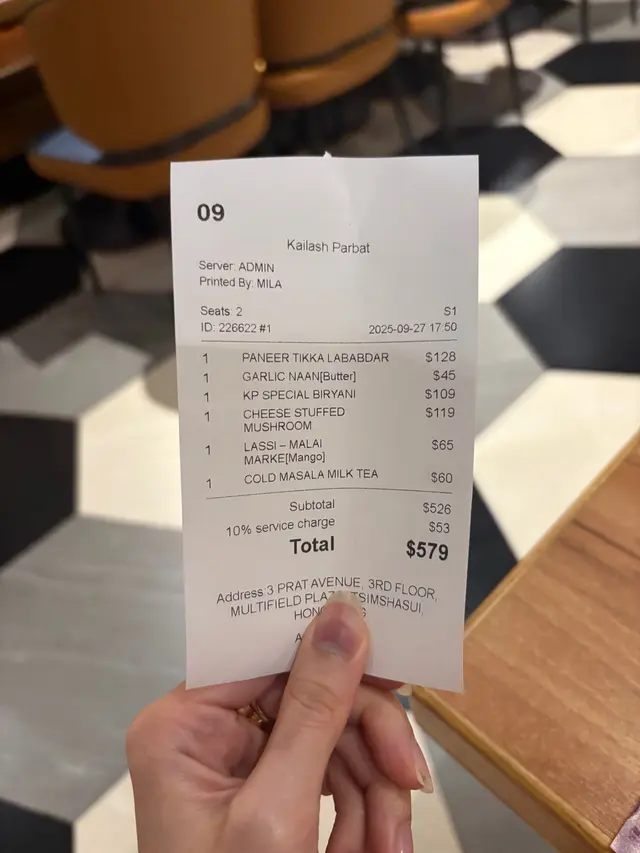 09
Kailash Parbat
Server: ADMIN
Printed By: MILA
Seats: 2 S1
ID: 226622 #1 2025-09-27 17:50
1 PANEER TIKKA LABABDAR $128
1 GARLIC NAAN[Butter] $45
1 KP SPECIAL BIRYANI $109
1 CHEESE STUFFED $119
MUSHROOM
1 LASSI – MALAI $65
MARKE[Mango]
1 COLD MASALA MILK TEA $60
Subtotal $526
10% service charge $53
Total $579
Address:3 PRAT AVENUE, 3RD FLOOR,
MULTIFIELD TSIMSHASUI,